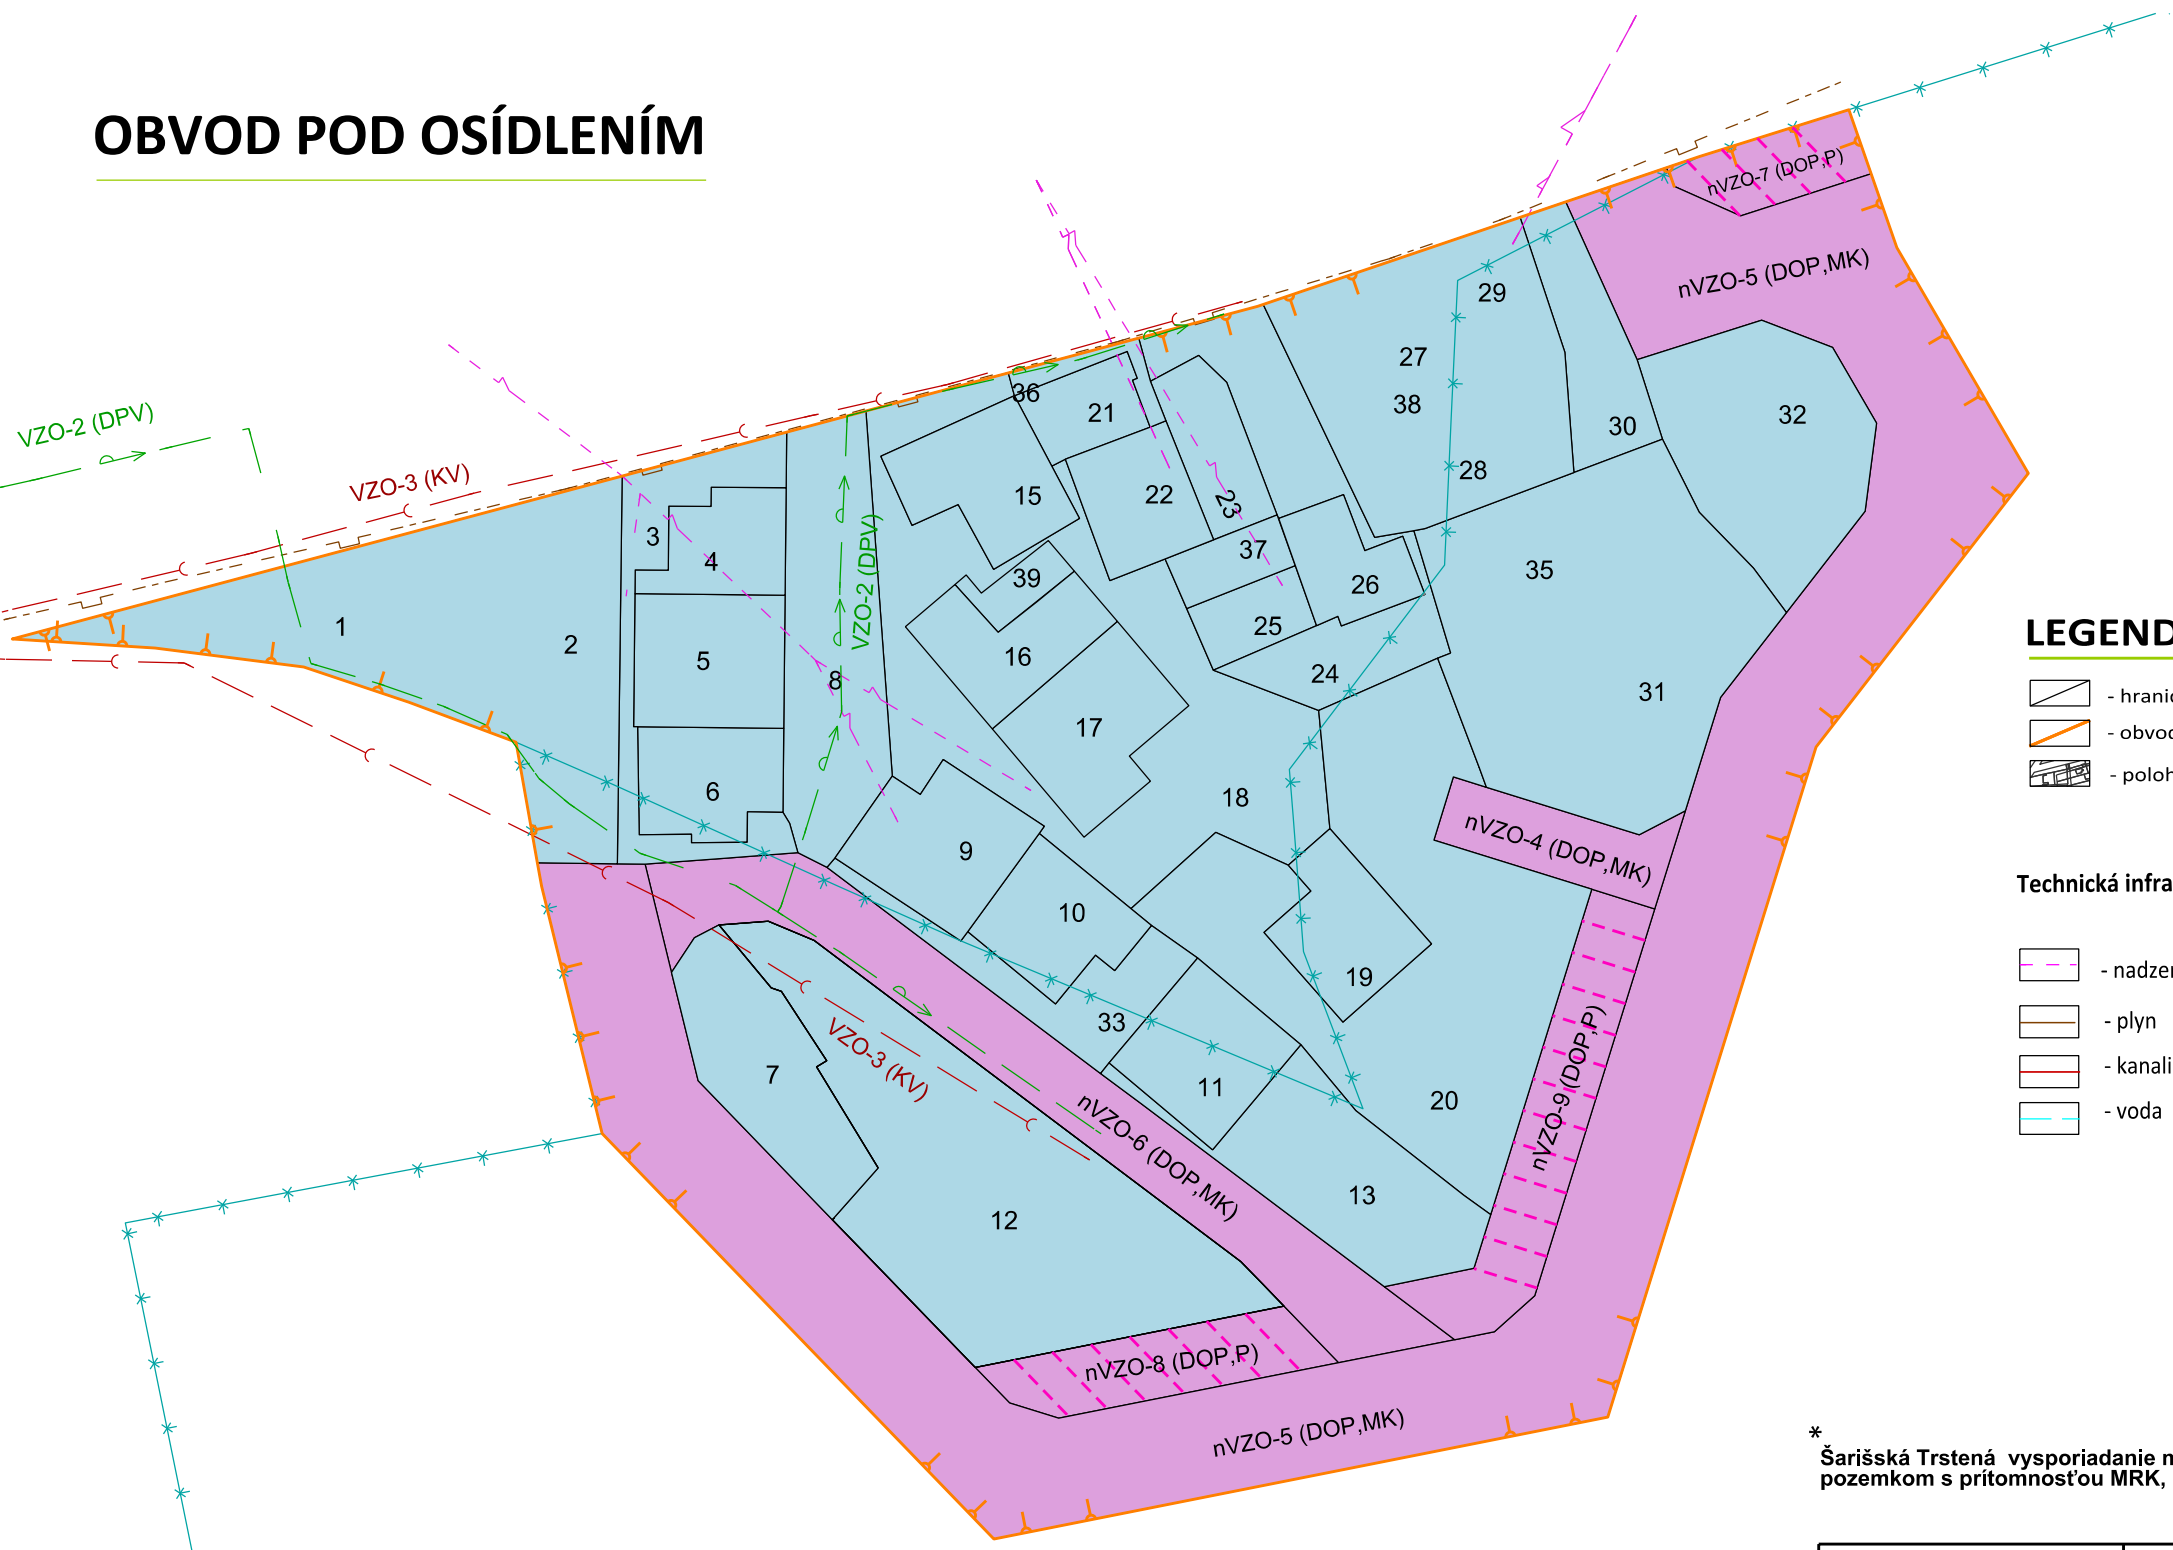 OBVOD POD OSÍDLENÍM
nVZO-7 (DOP,P)
nVZO-5 (DOP,MK)
29
27
38
30
32
28
36
21
VZO-2 (DPV)
VZO-3 (KV)
15
22
23
3
4
37
39
26
35
VZO-2 (DPV)
1
2
25
5
16
8
24
31
17
6
18
nVZO-4 (DOP,MK)
9
10
19
33
VZO-3 (KV)
7
11
20
nVZO-9 (DOP,P)
nVZO-6 (DOP,MK)
13
12
nVZO-8 (DOP,P)
nVZO-5 (DOP,MK)
LEGEND
- hranic
- obvod
- poloh
Technická infra
- nadzen
- plyn
- kanali
- voda
*
Šarišská Trstená vysporiadanie n
pozemkom s prítomnosťou MRK,